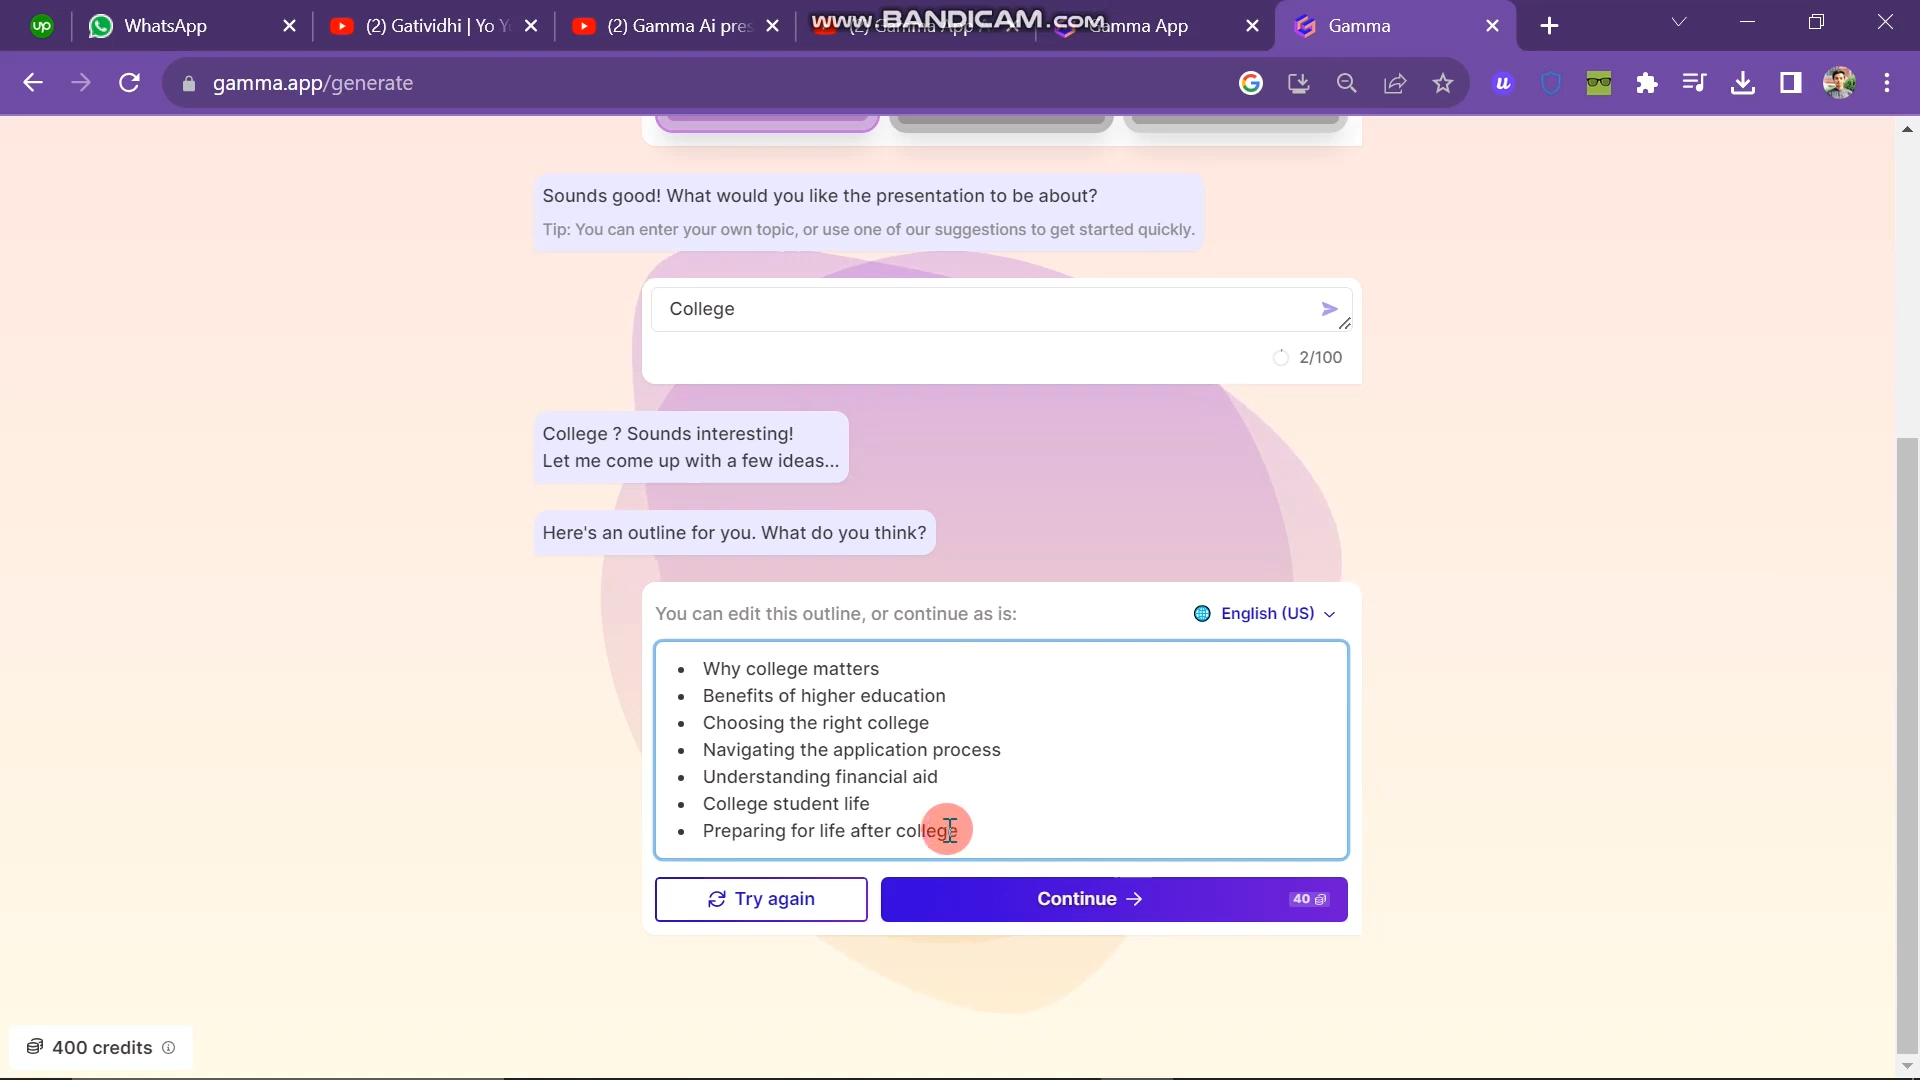 WhatsApp
(2) Gatividhi | Yo Y
(2) Gamma Ai pres
www.BANDICAM.com
(2) Gamma App
Gamma App
Gamma
gamma.app/generate
Sounds good! What would you like the presentation to be about?
Tip: You can enter your own topic, or use one of our suggestions to get started quickly.
College
2/100
College ? Sounds interesting!
Let me come up with a few ideas...
Here's an outline for you. What do you think?
You can edit this outline, or continue as is:
English (US)
• Why college matters
• Benefits of higher education
• Choosing the right college
• Navigating the application process
• Understanding financial aid
• College student life
• Preparing for life after college
Try again
Continue →
40
400 credits